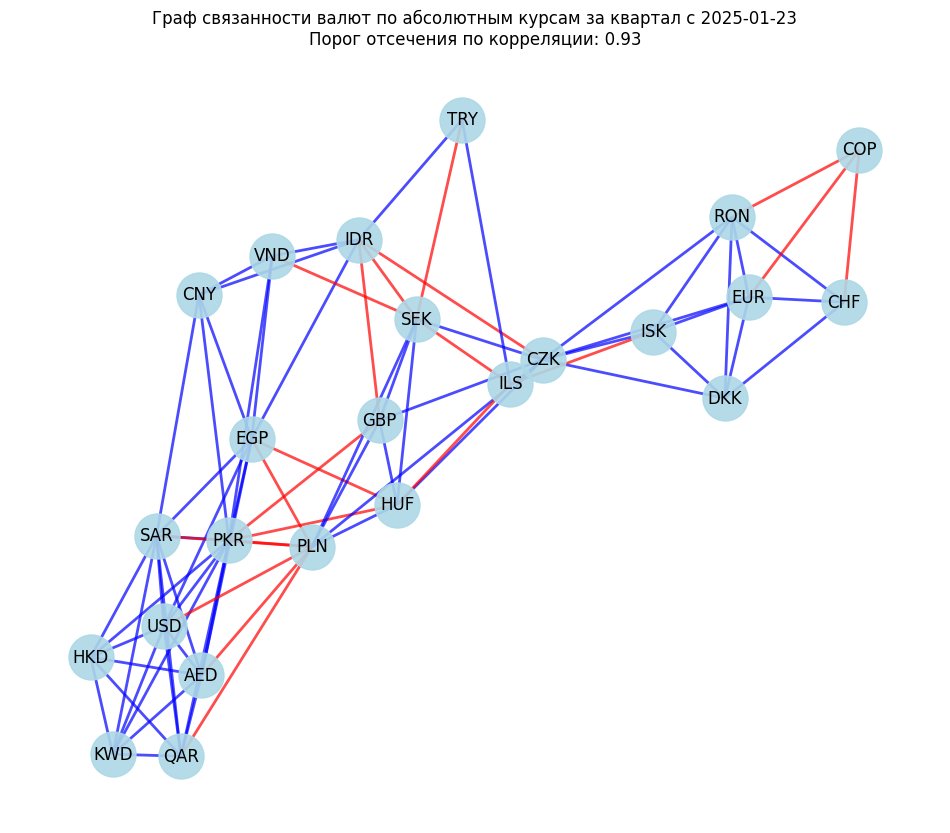 Граф связанности валют по абсолютным курсам за квартал с 2025-01-23
Порог отсечения по корреляции: 0.93
TRY
COP
RON
IDR
VND
CNY
EUR
CHF
SEK
ISK
CZK
ILS
DKK
GBP
EGP
HUF
SAR
PKR
PLN
USD
HKD
AED
KWD
QAR